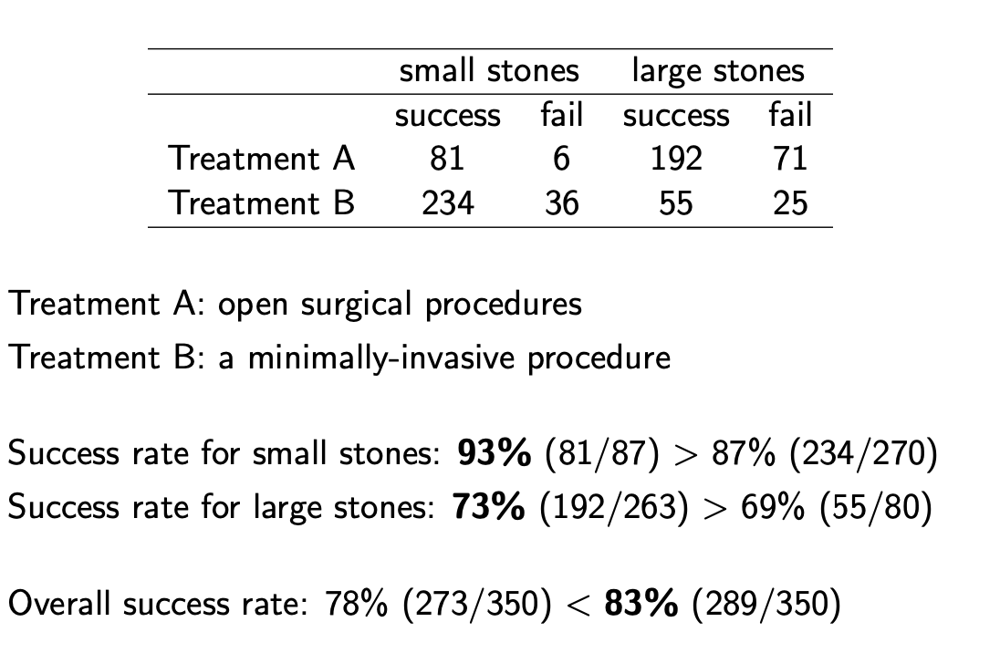 small stones large stones
success fail success fail
Treatment A 81 6 192 71
Treatment B 234 36 55 25
Treatment A: open surgical procedures
Treatment B: a minimally-invasive procedure
Success rate for small stones: 93% (81/87) > 87% (234/270)
Success rate for large stones: 73% (192/263) > 69% (55/80)
Overall success rate: 78% (273/350) < 83% (289/350)